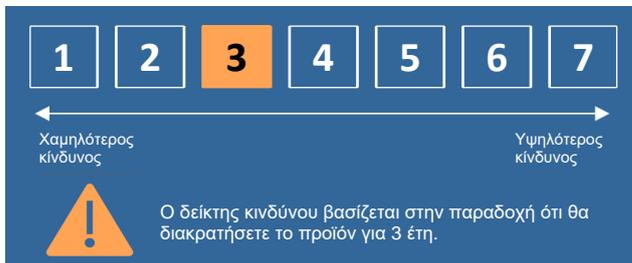 1 2 3 4 5 6 7
Χαμηλότερος Υψηλότερος
κίνδυνος κίνδυνος
Ο δείκτης κινδύνου βασίζεται στην παραδοχή ότι θα
διακρατήσετε το προϊόν για 3 έτη.